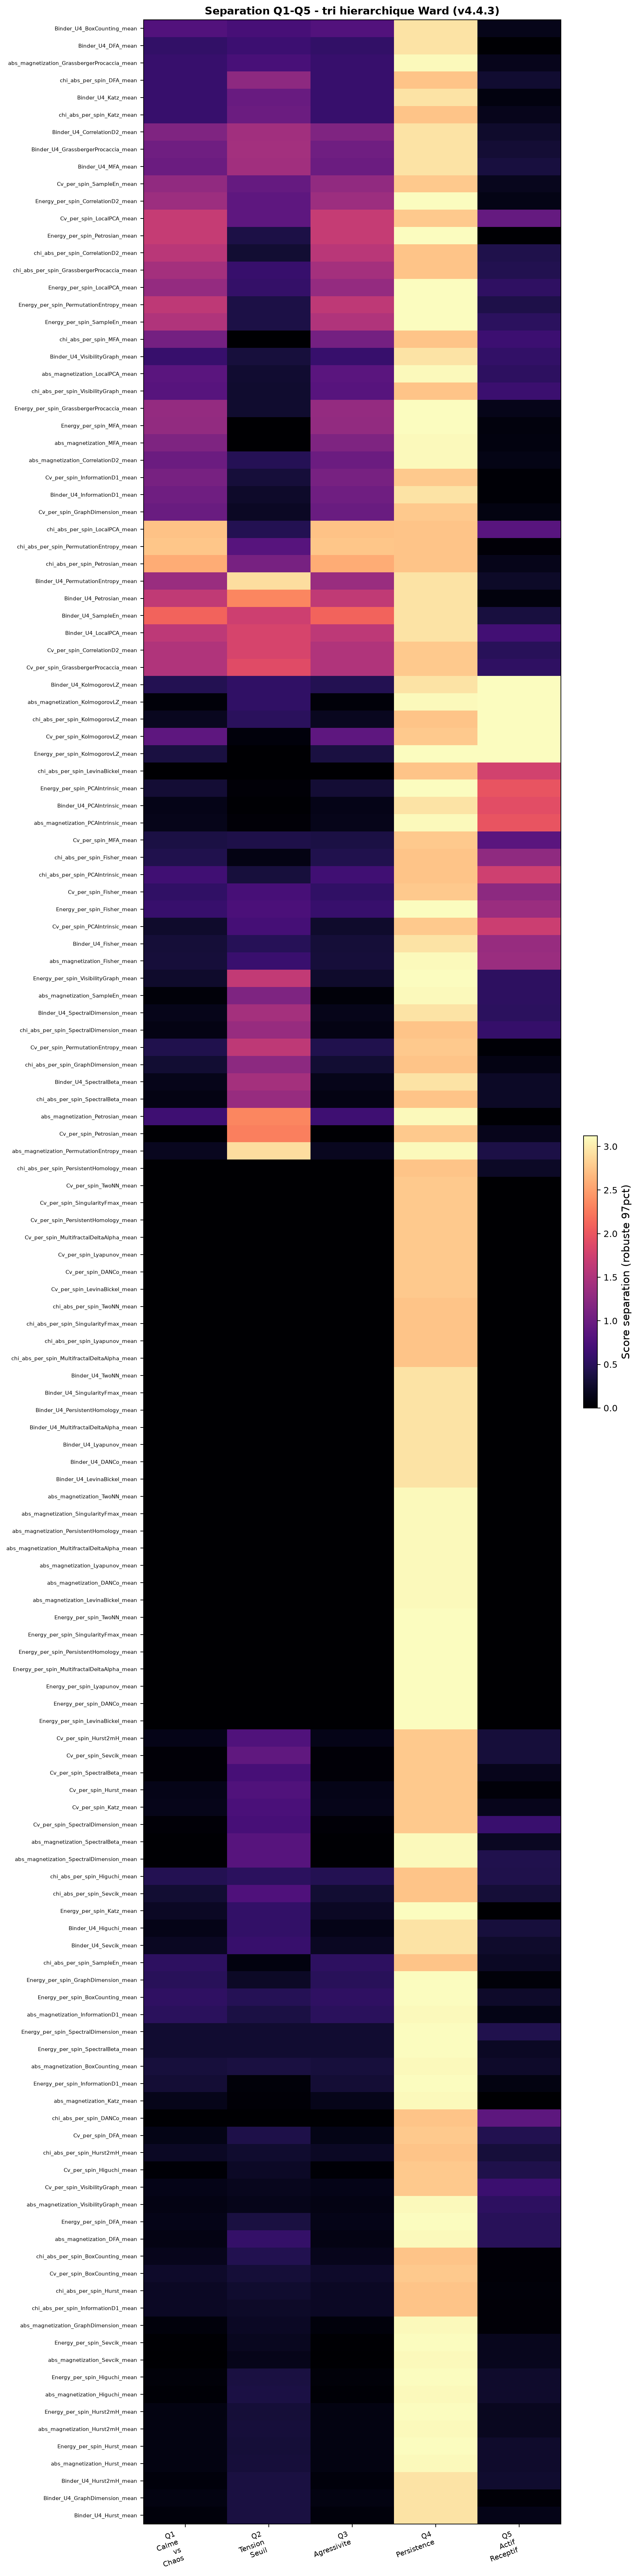 Separation Q1-Q5 - tri hierarchique Ward (v4.4.3)
Binder_U4_BoxCounting_mean
Binder_U4_DFA_mean
abs_magnetization_GrassbergerProcaccia_mean
chi_abs_per_spin_DFA_mean
Binder_U4_Katz_mean
chi_abs_per_spin_Katz_mean
Binder_U4_CorrelationD2_mean
Binder_U4_GrassbergerProcaccia_mean
Binder_U4_MFA_mean
Cv_per_spin_SampleEn_mean
Energy_per_spin_CorrelationD2_mean
Cv_per_spin_LocalPCA_mean
Energy_per_spin_Petrosian_mean
chi_abs_per_spin_CorrelationD2_mean
chi_abs_per_spin_GrassbergerProcaccia_mean
Energy_per_spin_LocalPCA_mean
Energy_per_spin_PermutationEntropy_mean
Energy_per_spin_SampleEn_mean
chi_abs_per_spin_MFA_mean
Binder_U4_VisibilityGraph_mean
abs_magnetization_LocalPCA_mean
chi_abs_per_spin_VisibilityGraph_mean
Energy_per_spin_GrassbergerProcaccia_mean
Energy_per_spin_MFA_mean
abs_magnetization_MFA_mean
abs_magnetization_CorrelationD2_mean
Cv_per_spin_InformationD1_mean
Binder_U4_InformationD1_mean
Cv_per_spin_GraphDimension_mean
chi_abs_per_spin_LocalPCA_mean
chi_abs_per_spin_PermutationEntropy_mean
chi_abs_per_spin_Petrosian_mean
Binder_U4_PermutationEntropy_mean
Binder_U4_Petrosian_mean
Binder_U4_SampleEn_mean
Binder_U4_LocalPCA_mean
Cv_per_spin_CorrelationD2_mean
Cv_per_spin_GrassbergerProcaccia_mean
Binder_U4_KolmogorovLZ_mean
abs_magnetization_KolmogorovLZ_mean
chi_abs_per_spin_KolmogorovLZ_mean
Cv_per_spin_KolmogorovLZ_mean
Energy_per_spin_KolmogorovLZ_mean
chi_abs_per_spin_LevinaBickel_mean
Energy_per_spin_PCAIntrinsic_mean
Binder_U4_PCAIntrinsic_mean
abs_magnetization_PCAIntrinsic_mean
Cv_per_spin_MFA_mean
chi_abs_per_spin_Fisher_mean
chi_abs_per_spin_PCAIntrinsic_mean
Cv_per_spin_Fisher_mean
Energy_per_spin_Fisher_mean
Cv_per_spin_PCAIntrinsic_mean
Binder_U4_Fisher_mean
abs_magnetization_Fisher_mean
Energy_per_spin_VisibilityGraph_mean
abs_magnetization_SampleEn_mean
Binder_U4_SpectralDimension_mean
chi_abs_per_spin_SpectralDimension_mean
Cv_per_spin_PermutationEntropy_mean
chi_abs_per_spin_GraphDimension_mean
Binder_U4_SpectralBeta_mean
chi_abs_per_spin_SpectralBeta_mean
abs_magnetization_Petrosian_mean
Cv_per_spin_Petrosian_mean
abs_magnetization_PermutationEntropy_mean
chi_abs_per_spin_PersistentHomology_mean
Cv_per_spin_TwoNN_mean
Cv_per_spin_SingularityFmax_mean
Cv_per_spin_PersistentHomology_mean
Cv_per_spin_MultifractalDeltaAlpha_mean
Cv_per_spin_Lyapunov_mean
Cv_per_spin_DANCo_mean
Cv_per_spin_LevinaBickel_mean
chi_abs_per_spin_TwoNN_mean
chi_abs_per_spin_SingularityFmax_mean
chi_abs_per_spin_Lyapunov_mean
chi_abs_per_spin_MultifractalDeltaAlpha_mean
Binder_U4_TwoNN_mean
Binder_U4_SingularityFmax_mean
Binder_U4_PersistentHomology_mean
Binder_U4_MultifractalDeltaAlpha_mean
Binder_U4_Lyapunov_mean
Binder_U4_DANCo_mean
Binder_U4_LevinaBickel_mean
abs_magnetization_TwoNN_mean
abs_magnetization_SingularityFmax_mean
abs_magnetization_PersistentHomology_mean
abs_magnetization_MultifractalDeltaAlpha_mean
abs_magnetization_Lyapunov_mean
abs_magnetization_DANCo_mean
abs_magnetization_LevinaBickel_mean
Energy_per_spin_TwoNN_mean
Energy_per_spin_SingularityFmax_mean
Energy_per_spin_PersistentHomology_mean
Energy_per_spin_MultifractalDeltaAlpha_mean
Energy_per_spin_Lyapunov_mean
Energy_per_spin_DANCo_mean
Energy_per_spin_LevinaBickel_mean
Cv_per_spin_Hurst2mH_mean
Cv_per_spin_Sevcik_mean
Cv_per_spin_SpectralBeta_mean
Cv_per_spin_Hurst_mean
Cv_per_spin_Katz_mean
Cv_per_spin_SpectralDimension_mean
abs_magnetization_SpectralBeta_mean
abs_magnetization_SpectralDimension_mean
chi_abs_per_spin_Higuchi_mean
chi_abs_per_spin_Sevcik_mean
Energy_per_spin_Katz_mean
Binder_U4_Higuchi_mean
Binder_U4_Sevcik_mean
chi_abs_per_spin_SampleEn_mean
Energy_per_spin_GraphDimension_mean
Energy_per_spin_BoxCounting_mean
abs_magnetization_InformationD1_mean
Energy_per_spin_SpectralDimension_mean
Energy_per_spin_SpectralBeta_mean
abs_magnetization_BoxCounting_mean
Energy_per_spin_InformationD1_mean
abs_magnetization_Katz_mean
chi_abs_per_spin_DANCo_mean
Cv_per_spin_DFA_mean
chi_abs_per_spin_Hurst2mH_mean
Cv_per_spin_Higuchi_mean
Cv_per_spin_VisibilityGraph_mean
abs_magnetization_VisibilityGraph_mean
Energy_per_spin_DFA_mean
abs_magnetization_DFA_mean
chi_abs_per_spin_BoxCounting_mean
Cv_per_spin_BoxCounting_mean
chi_abs_per_spin_Hurst_mean
chi_abs_per_spin_InformationD1_mean
abs_magnetization_GraphDimension_mean
Energy_per_spin_Sevcik_mean
abs_magnetization_Sevcik_mean
Energy_per_spin_Higuchi_mean
abs_magnetization_Higuchi_mean
Energy_per_spin_Hurst2mH_mean
abs_magnetization_Hurst2mH_mean
Energy_per_spin_Hurst_mean
abs_magnetization_Hurst_mean
Binder_U4_Hurst2mH_mean
Binder_U4_GraphDimension_mean
Binder_U4_Hurst_mean
Q1
Calme
vs
Chaos
Q2
Tension
Seuil
Q3
Agressivite
Q4
Persistence
Q5
Actif
Receptif
3.0
2.5
2.0
1.5
1.0
0.5
0.0
Score separation (robuste 97pct)